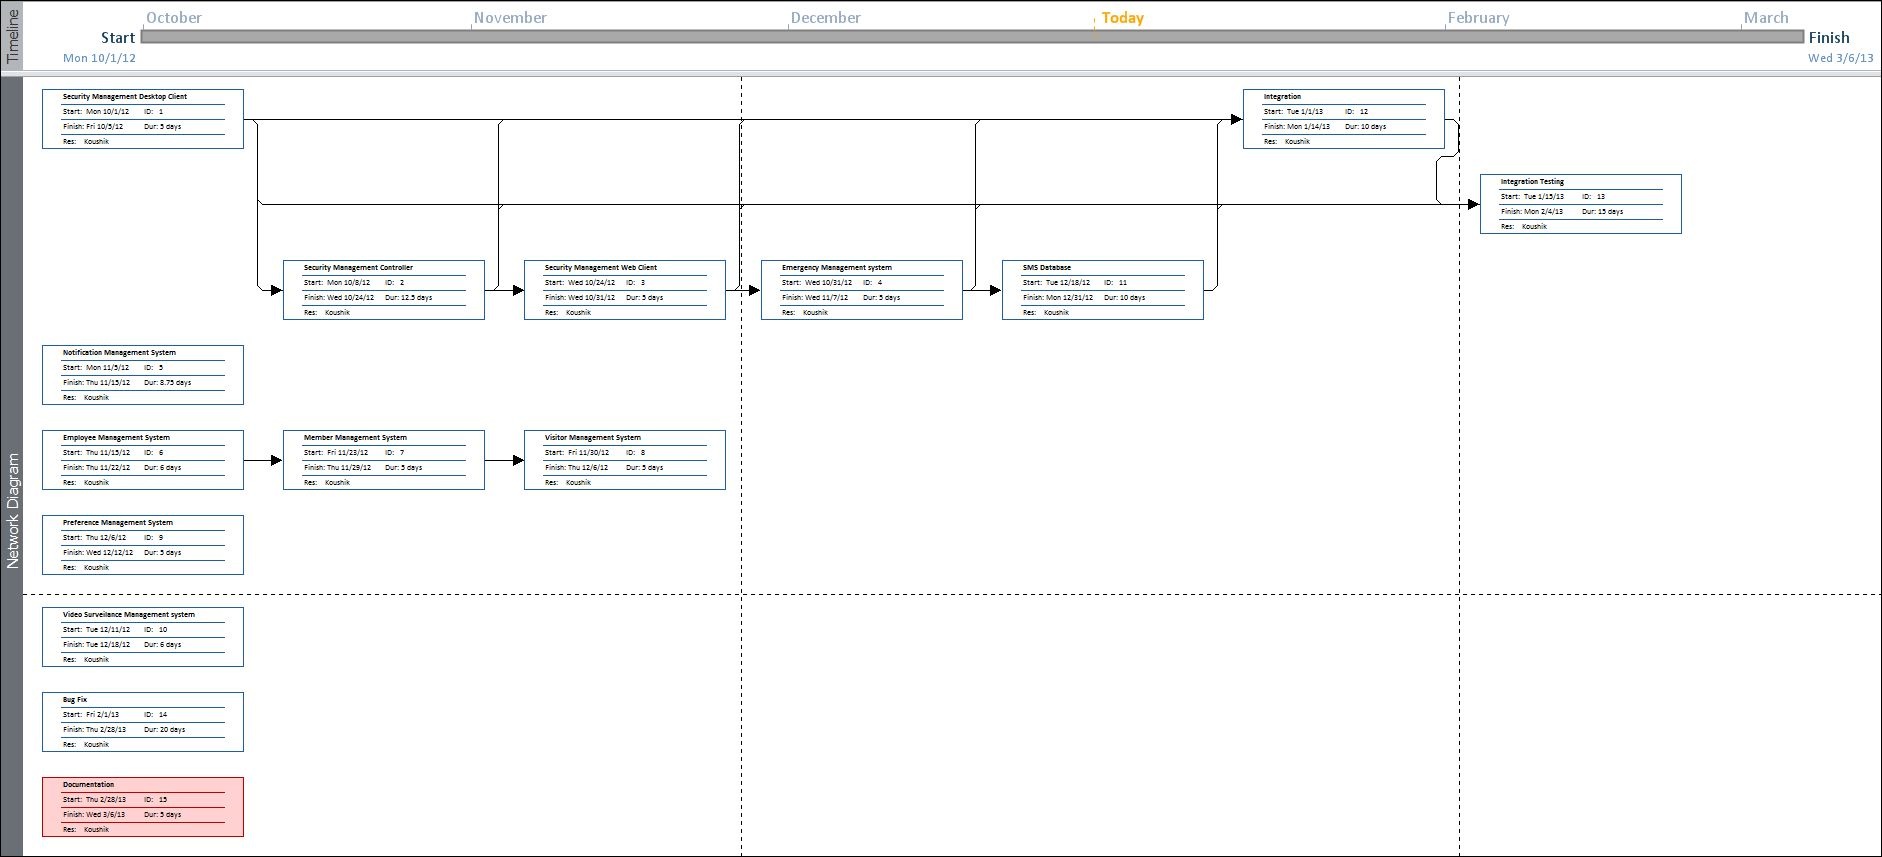 Timeline
October
November
December
Today
February
March
Start
Finish
Mon 10/1/12
Wed 3/6/13
Network Diagram
Security Management Desktop Client
Start: Mon 10/1/12 ID: 1
Finish: Fri 10/5/12 Dur: 5 days
Res: Koushik
Integration
Start: Tue 1/1/13 ID: 12
Finish: Mon 1/14/13 Dur: 10 days
Res: Koushik
Integration Testing
Start: Tue 1/15/13 ID: 13
Finish: Mon 2/4/13 Dur: 15 days
Res: Koushik
Security Management Controller
Start: Mon 10/8/12 ID: 2
Finish: Wed 10/24/12 Dur: 12.5 days
Res: Koushik
Security Management Web Client
Start: Wed 10/24/12 ID: 3
Finish: Wed 10/31/12 Dur: 5 days
Res: Koushik
Emergency Management system
Start: Wed 10/31/12 ID: 4
Finish: Wed 11/7/12 Dur: 5 days
Res: Koushik
SMS Database
Start: Tue 12/18/12 ID: 11
Finish: Mon 12/31/12 Dur: 10 days
Res: Koushik
Notification Management System
Start: Mon 11/5/12 ID: 5
Finish: Thu 11/15/12 Dur: 8.75 days
Res: Koushik
Employee Management System
Start: Thu 11/15/12 ID: 6
Finish: Thu 11/22/12 Dur: 6 days
Res: Koushik
Member Management System
Start: Fri 11/23/12 ID: 7
Finish: Thu 11/29/12 Dur: 5 days
Res: Koushik
Visitor Management System
Start: Fri 11/30/12 ID: 8
Finish: Thu 12/6/12 Dur: 5 days
Res: Koushik
Preference Management System
Start: Thu 12/6/12 ID: 9
Finish: Wed 12/12/12 Dur: 5 days
Res: Koushik
Video Surveilance Management system
Start: Tue 12/11/12 ID: 10
Finish: Tue 12/18/12 Dur: 6 days
Res: Koushik
Bug Fix
Start: Fri 2/1/13 ID: 14
Finish: Thu 2/28/13 Dur: 20 days
Res: Koushik
Documentation
Start: Thu 2/28/13 ID: 15
Finish: Wed 3/6/13 Dur: 5 days
Res: Koushik